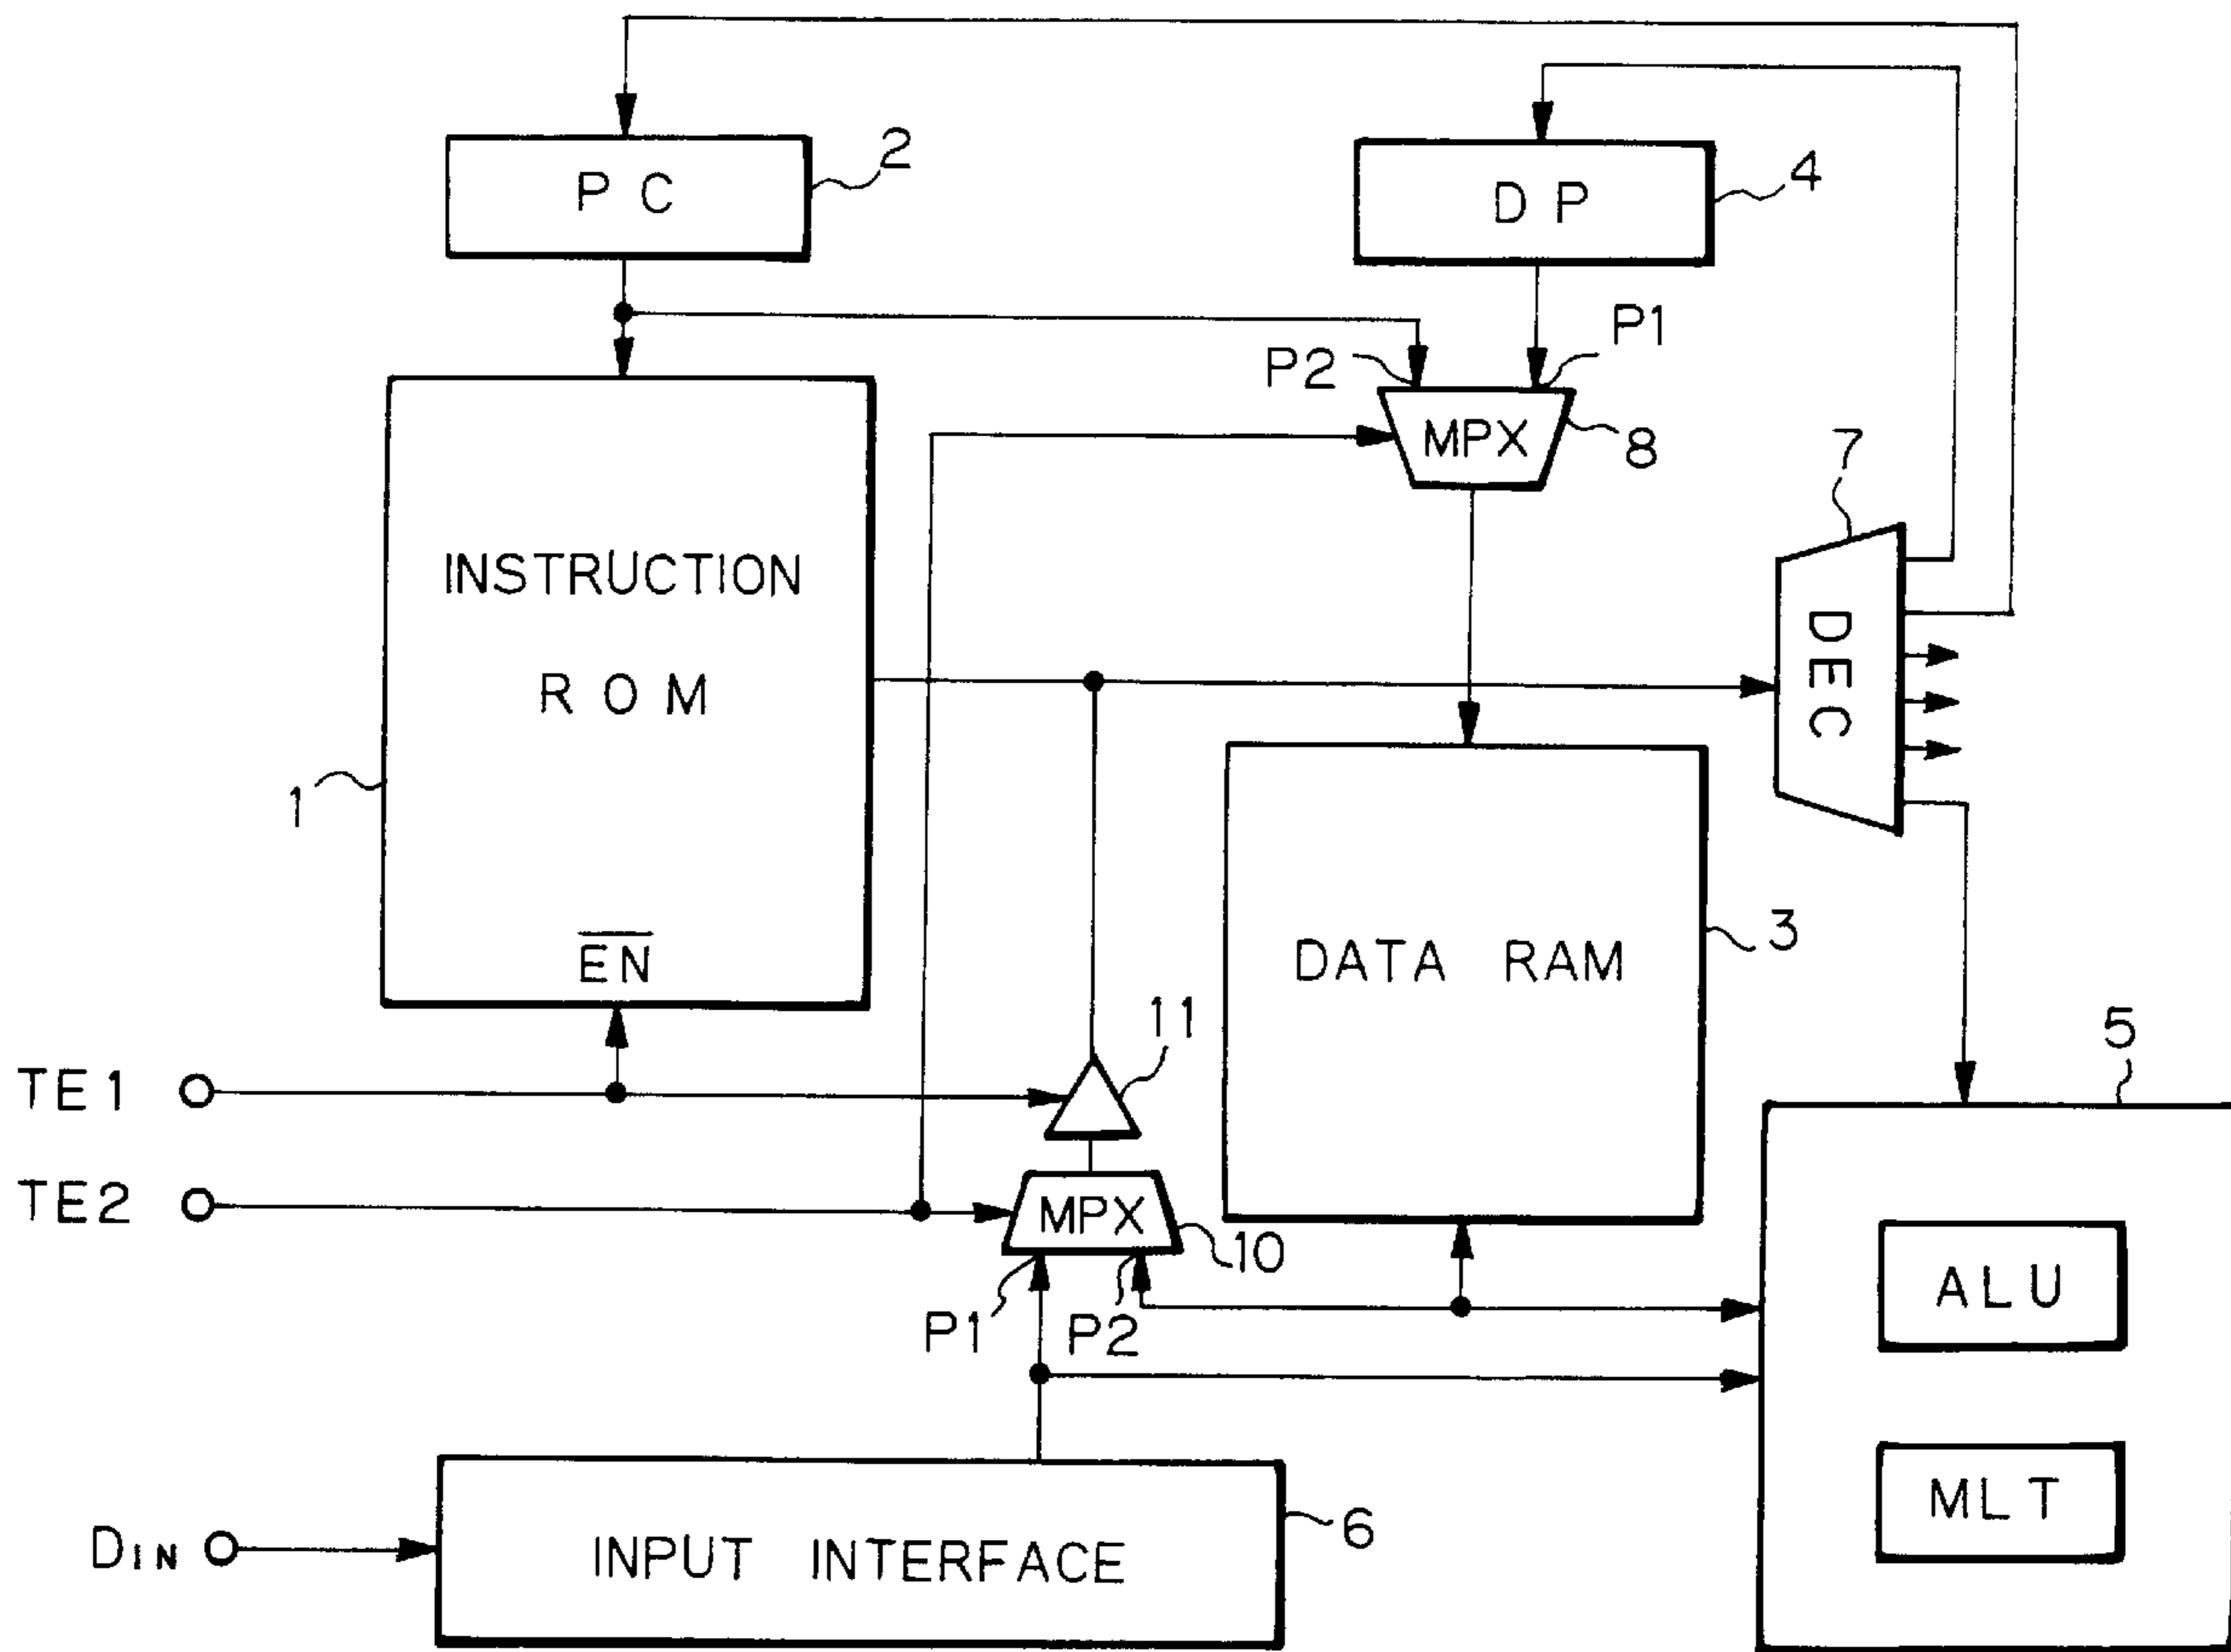 PC
2
DP
4
P2
P1
MPX
8
7
INSTRUCTION
ROM
DEC
1
EN
DATA RAM
3
11
5
TE1
TE2
MPX
10
ALU
P1
P2
MLT
DIN
INPUT INTERFACE
6